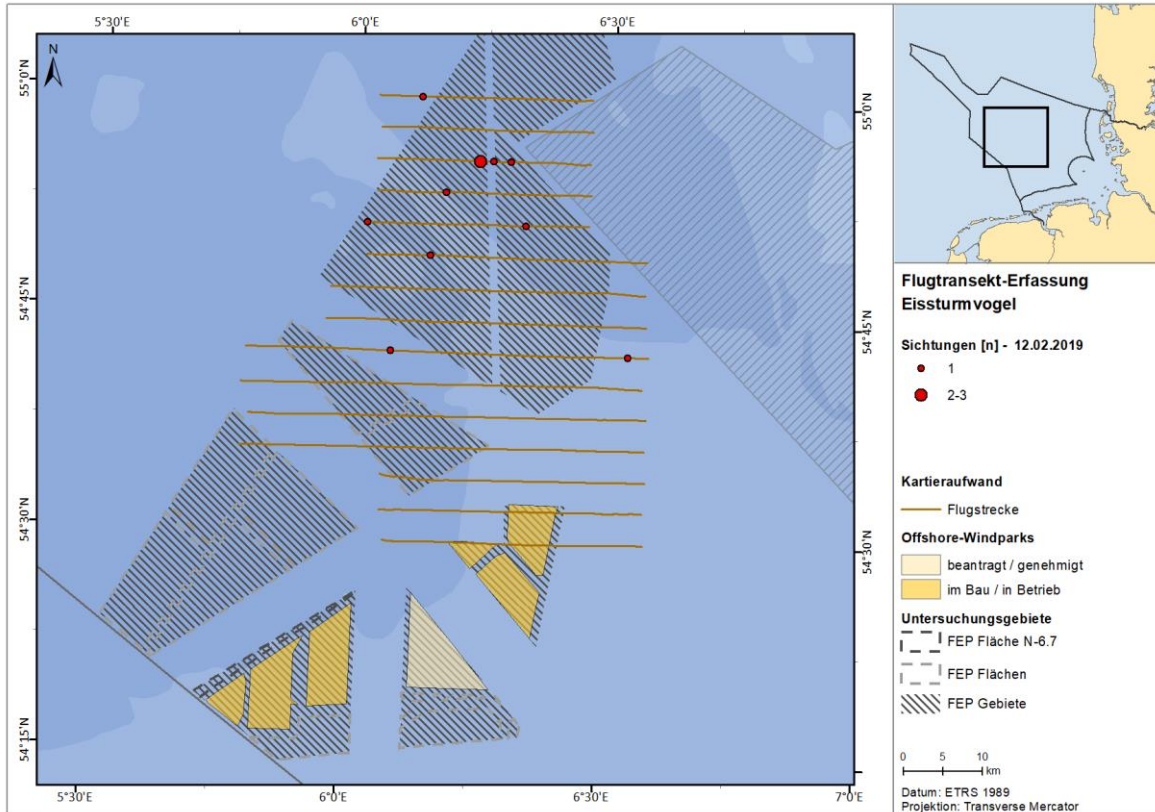 5°30'E 6°0'E 6°30'E
N
55°0'N
54°45'N
54°30'N
54°15'N
55°0'N
54°45'N
54°30'N
5°30'E 6°0'E 6°30'E 7°0'E
Flugtransekt-Erfassung
Eissturmvogel
Sichtungen [n] - 12.02.2019
1
2-3
Kartieraufwand
Flugstrecke
Offshore-Windparks
beantragt / genehmigt
im Bau / in Betrieb
Untersuchungsgebiete
FEP Fläche N-6.7
FEP Flächen
FEP Gebiete
0 5 10
km
Datum: ETRS 1989
Projektion: Transverse Mercator